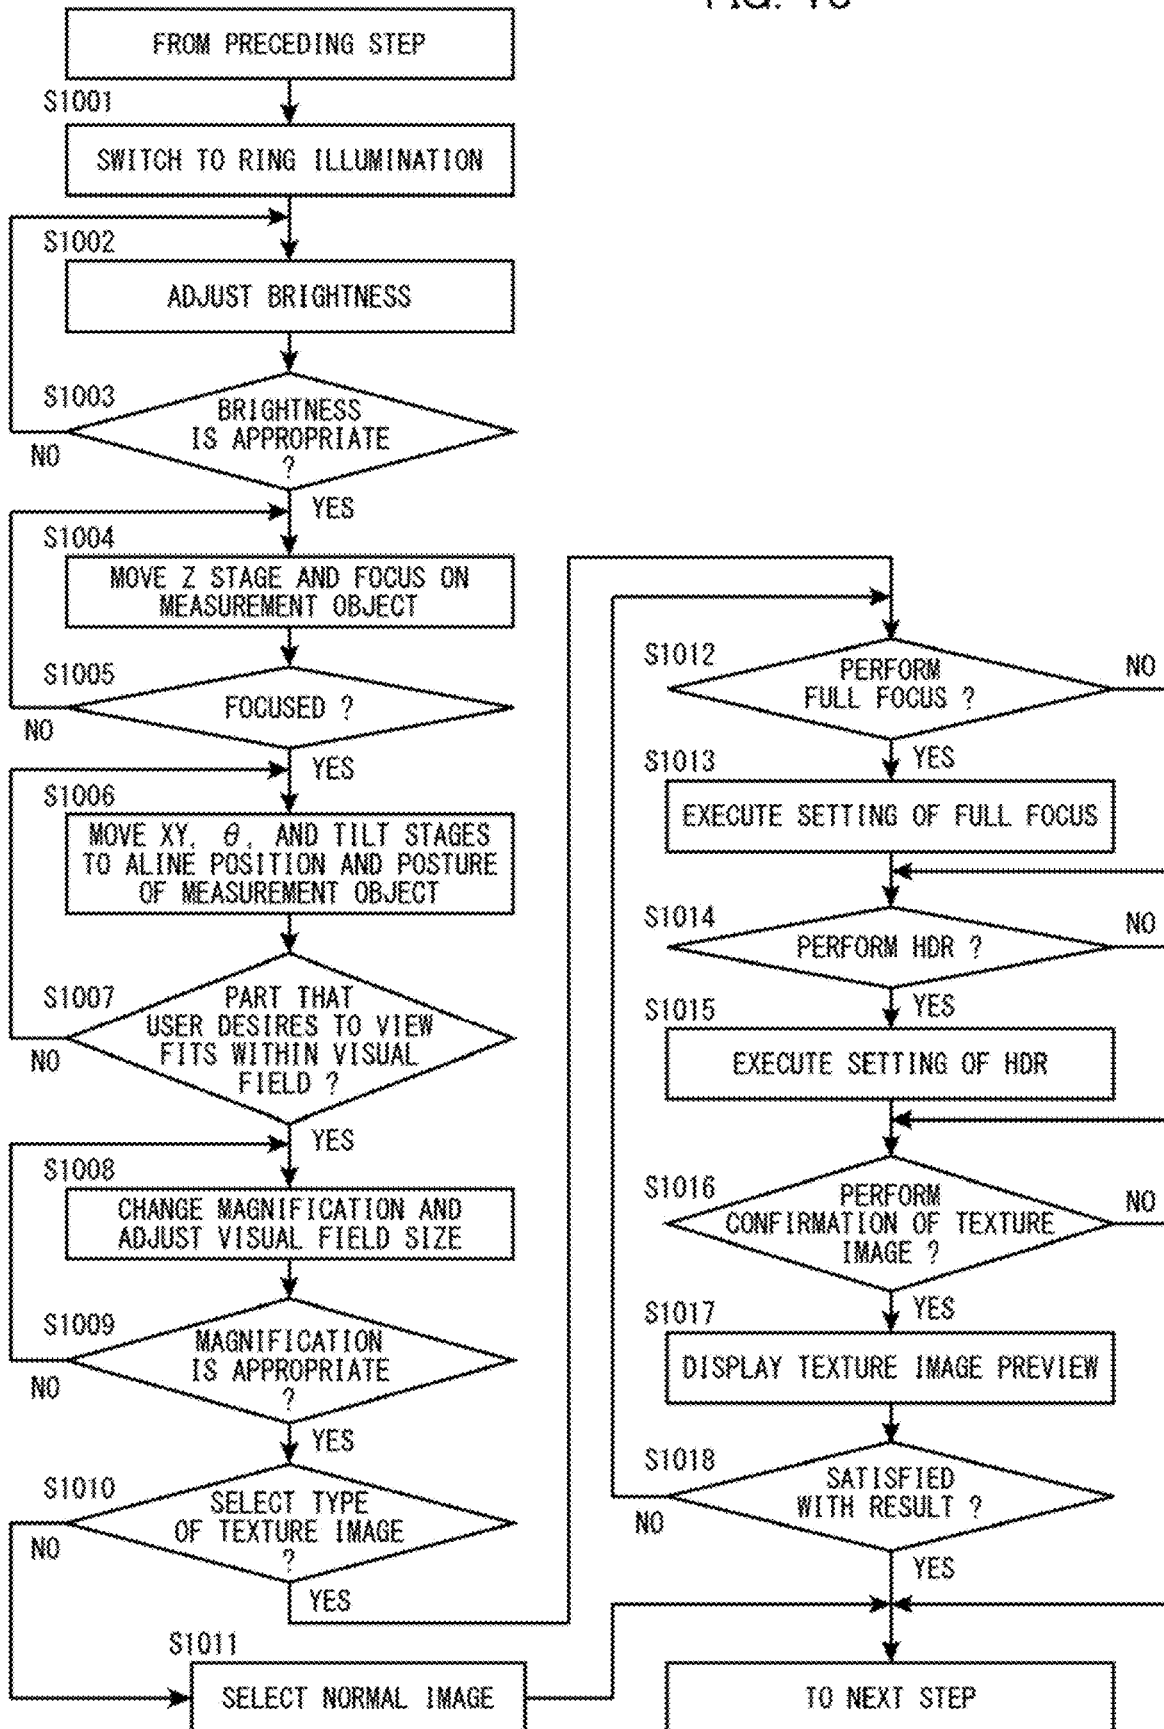 FROM PRECEDING STEP
S1001
SWITCH TO RING ILLUMINATION
S1002
ADJUST BRIGHTNESS
S1003
BRIGHTNESS
IS APPROPRIATE
?
NO
YES
S1004
MOVE Z STAGE AND FOCUS ON
MEASUREMENT OBJECT
S1005
FOCUSED ?
NO
YES
S1006
MOVE XY, θ, AND TILT STAGES
TO ALINE POSITION AND POSTURE
OF MEASUREMENT OBJECT
S1007
PART THAT
USER DESIRES TO VIEW
FITS WITHIN VISUAL
FIELD ?
NO
YES
S1008
CHANGE MAGNIFICATION AND
ADJUST VISUAL FIELD SIZE
S1009
MAGNIFICATION
IS APPROPRIATE
?
NO
YES
S1010
SELECT TYPE
OF TEXTURE IMAGE
?
NO
YES
S1011
SELECT NORMAL IMAGE
S1012
PERFORM
FULL FOCUS ?
NO
YES
S1013
EXECUTE SETTING OF FULL FOCUS
S1014
PERFORM HDR ?
NO
YES
S1015
EXECUTE SETTING OF HDR
S1016
PERFORM
CONFIRMATION OF TEXTURE
IMAGE ?
NO
YES
S1017
DISPLAY TEXTURE IMAGE PREVIEW
S1018
SATISFIED
WITH RESULT ?
NO
YES
TO NEXT STEP